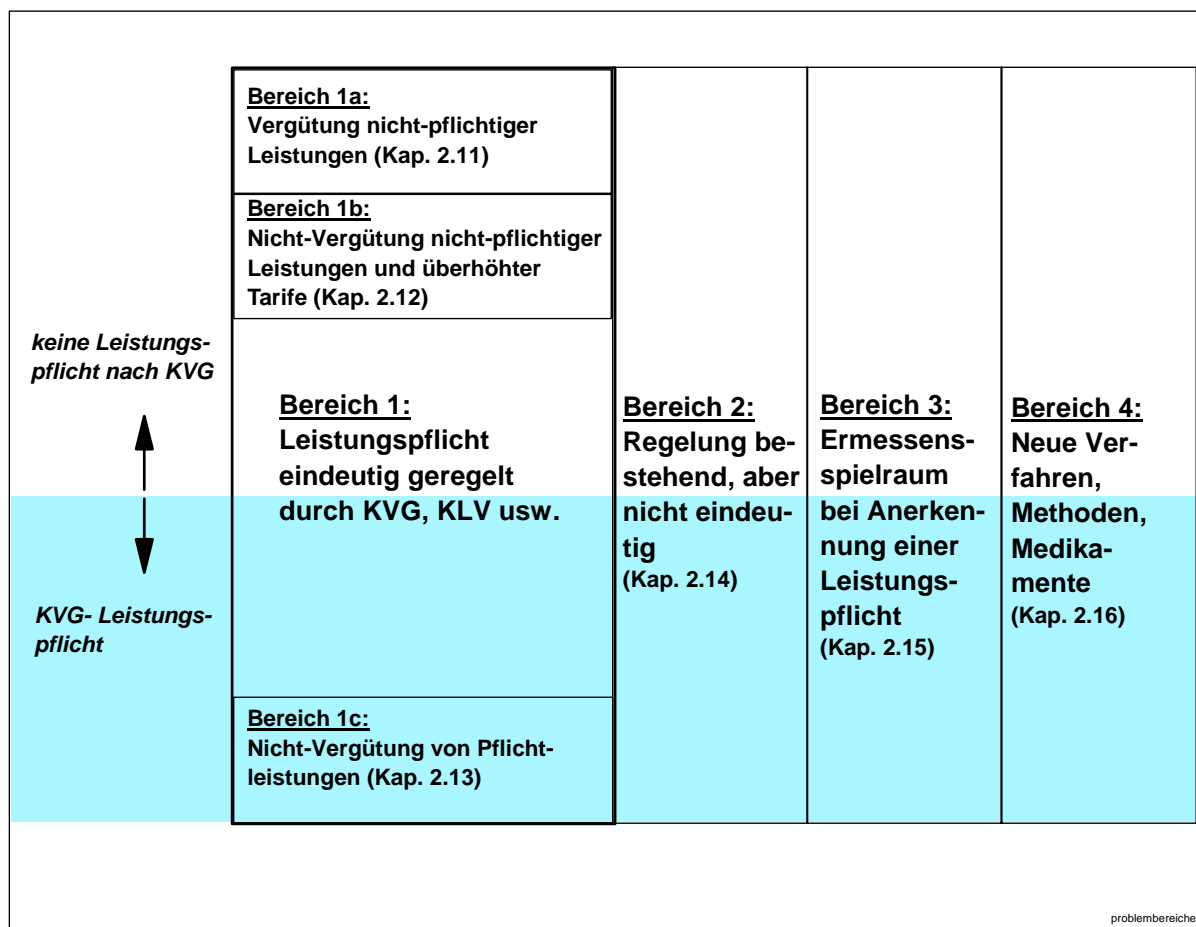 Bereich 1a:
Vergütung nicht-pflichtiger
Leistungen (Kap. 2.11)
Bereich 1b:
Nicht-Vergütung nicht-pflichtiger
Leistungen und überhöhter
Tarife (Kap. 2.12)
keine Leistungs-
pflicht nach KVG
KVG- Leistungs-
pflicht
Bereich 1:
Leistungspflicht
eindeutig geregelt
durch KVG, KLV usw.
Bereich 1c:
Nicht-Vergütung von Pflicht-
leistungen (Kap. 2.13)
Bereich 2:
Regelung be-
stehend, aber
nicht eindeu-
tig
(Kap. 2.14)
Bereich 3:
Ermessens-
spielraum
bei Anerken-
nung einer
Leistungs-
pflicht
(Kap. 2.15)
Bereich 4:
Neue Ver-
fahren,
Methoden,
Medika-
mente
(Kap. 2.16)
problembereiche